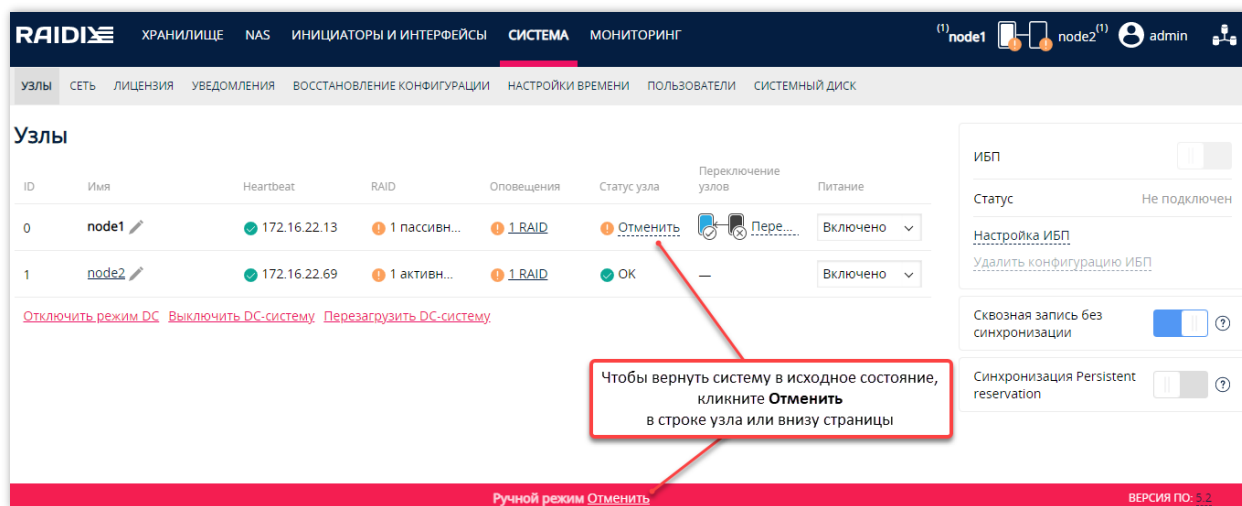 RAIDIX ХРАНИЛИЩЕ NAS ИНИЦИАТОРЫ И ИНТЕРФЕЙСЫ СИСТЕМА МОНИТОРИНГ (1)node1 node2(1) admin
УЗЛЫ СЕТЬ ЛИЦЕНЗИЯ УВЕДОМЛЕНИЯ ВОССТАНОВЛЕНИЕ КОНФИГУРАЦИИ НАСТРОЙКИ ВРЕМЕНИ ПОЛЬЗОВАТЕЛИ СИСТЕМНЫЙ ДИСК
Узлы
ID Имя Heartbeat RAID Оповещения Статус узла Переключение узлов Питание
0 node1 172.16.22.13 1 пассивн... 1 RAID Отменить Пере... Включено
1 node2 172.16.22.69 1 активн... 1 RAID OK — Включено
Отключить режим DC Выключить DC-систему Перезагрузить DC-систему
ИБП
Статус Не подключен
Настройка ИБП
Удалить конфигурацию ИБП
Сквозная запись без
синхронизации
Синхронизация Persistent
reservation
Чтобы вернуть систему в исходное состояние,
кликните Отменить
в строке узла или внизу страницы
Ручной режим Отменить ВЕРСИЯ ПО: 5.2